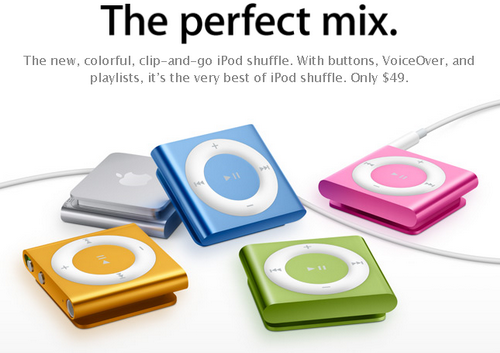 The perfect mix.
The new, colorful, clip-and-go iPod shuffle. With buttons, VoiceOver, and
playlists, it's the very best of iPod shuffle. Only $49.